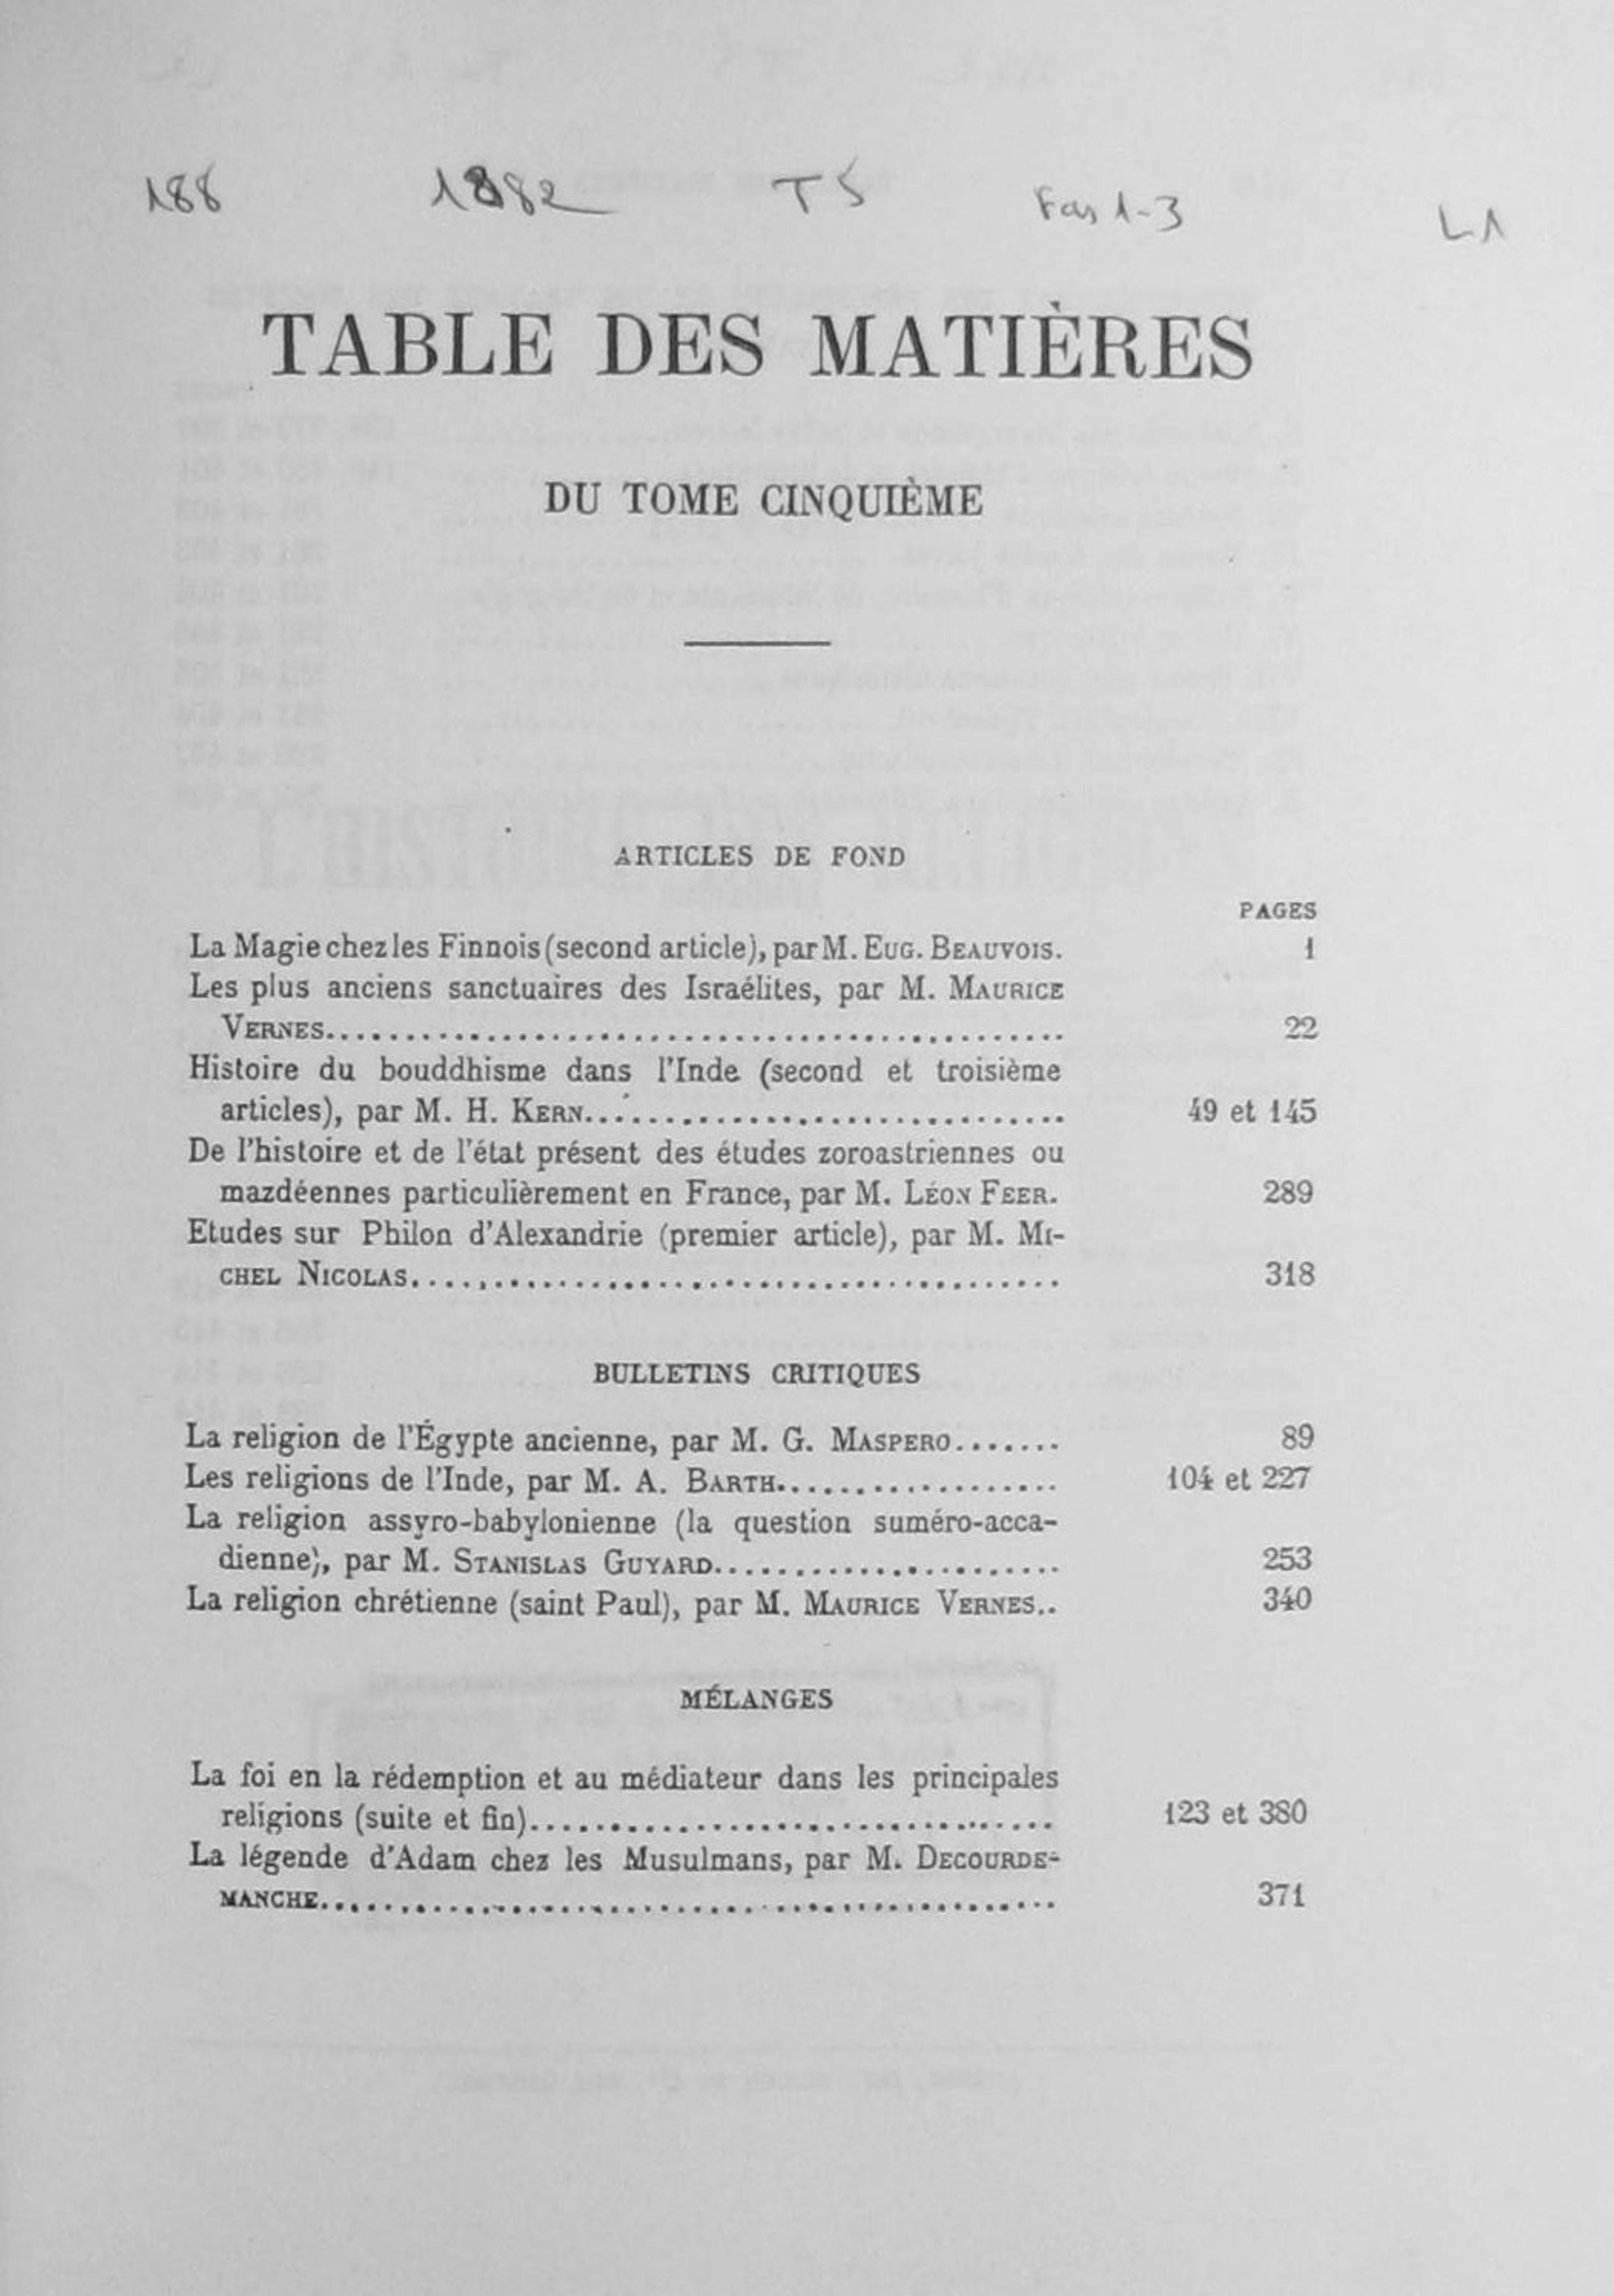 188 1882 T5 Fas 1-3 L1
TABLE DES MATIÈRES
DU TOME CINQUIÈME
ARTICLES DE FOND
PAGES
La Magie chez les Finnois (second article), par M. EUG. BEAUVOIS. 1
Les plus anciens sanctuaires des Israélites, par M. MAURICE
VERNES.......................................... 22
Histoire du bouddhisme dans l'Inde (second et troisième
articles), par M. H. KERN............................. 49 et 145
De l'histoire et de l'état présent des études zoroastriennes ou
mazdéennes particulièrement en France, par M. LÉON FEER. 289
Etudes sur Philon d'Alexandrie (premier article), par M. MI-
CHEL NICOLAS..................................... 318
BULLETINS CRITIQUES
La religion de l'Égypte ancienne, par M. G. MASPERO....... 89
Les religions de l'Inde, par M. A. BARTH.................. 104 et 227
La religion assyro-babylonienne (la question suméro-acca-
dienne), par M. STANISLAS GUYARD...................... 253
La religion chrétienne (saint Paul), par M. MAURICE VERNES.. 340
MÉLANGES
La foi en la rédemption et au médiateur dans les principales
religions (suite et fin)............................... 123 et 380
La légende d'Adam chez les Musulmans, par M. DECOURDE-
MANCHE.......................................... 371